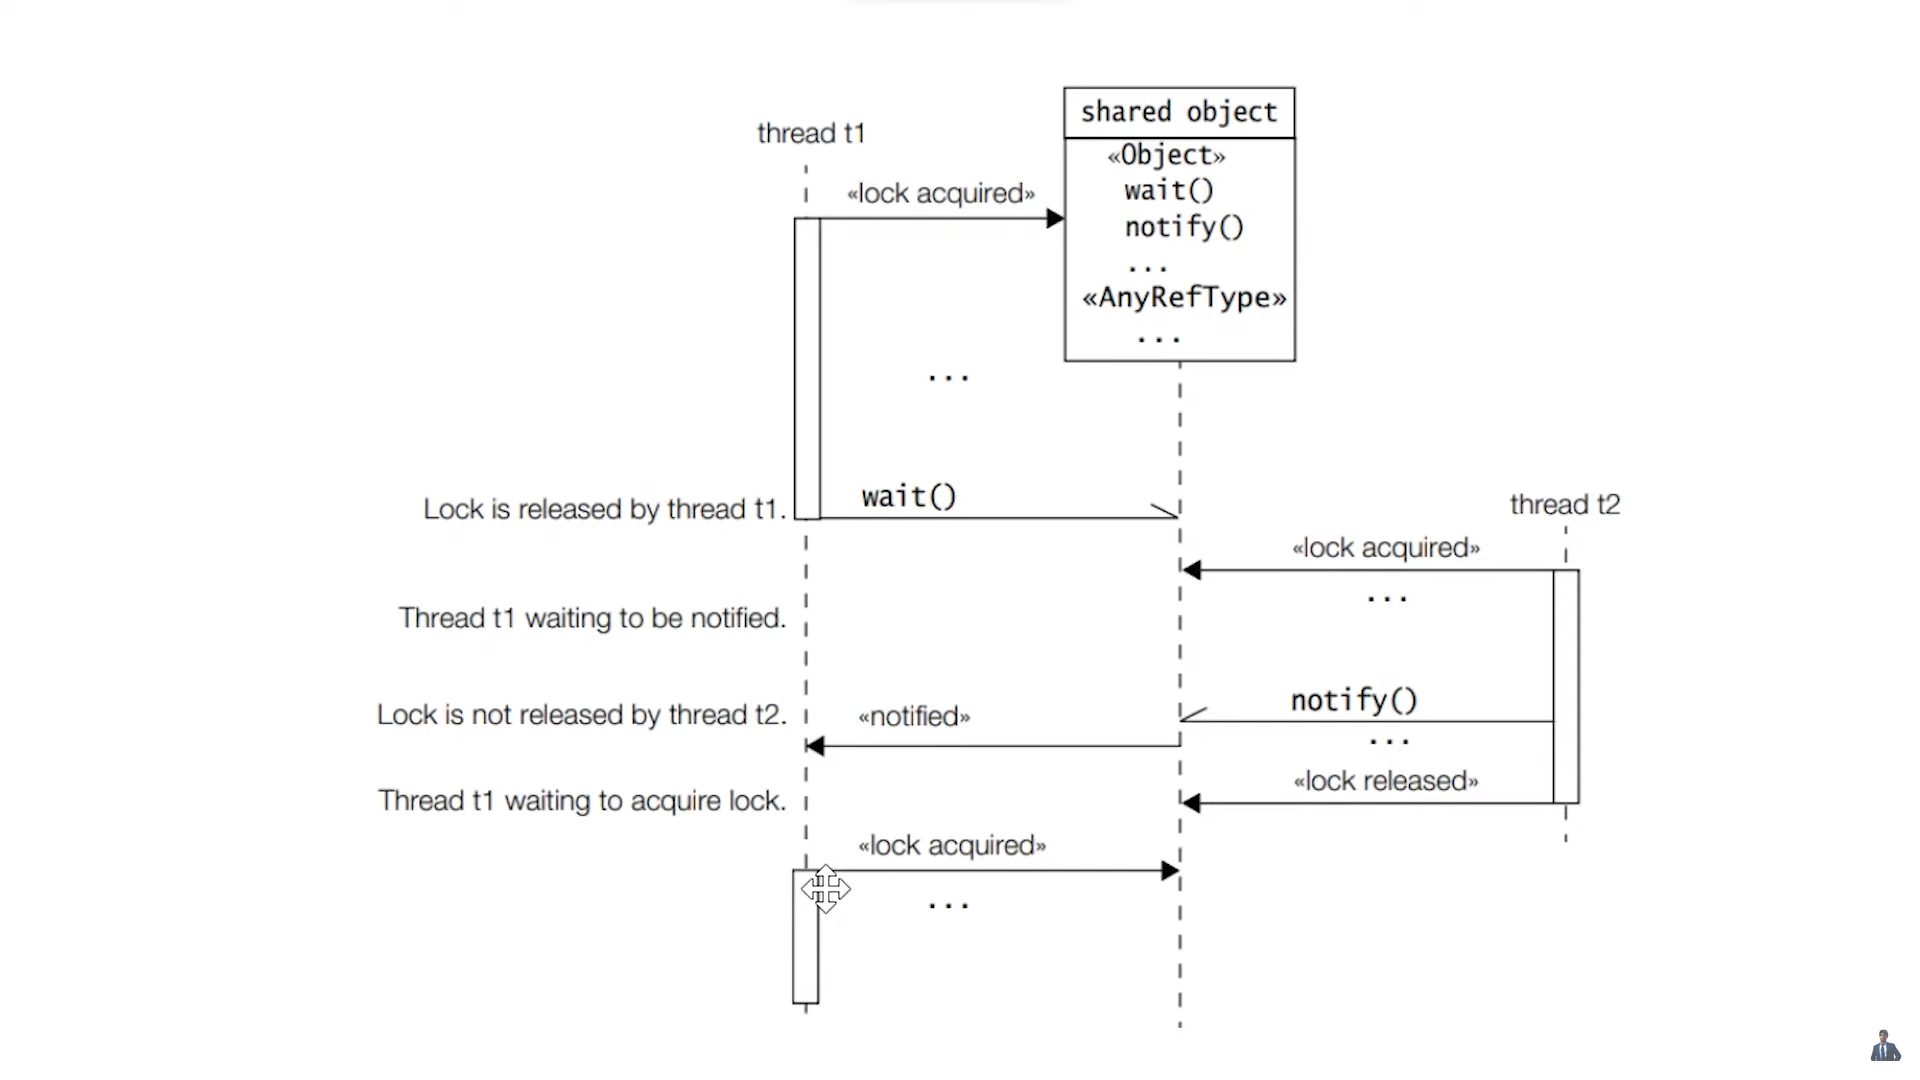 shared object
thread t1
«Object»
«lock acquired»
wait()
notify()
...
«AnyRefType»
...
...
wait()
Lock is released by thread t1.
thread t2
«lock acquired»
...
Thread t1 waiting to be notified.
notify()
Lock is not released by thread t2.
«notified»
...
«lock released»
Thread t1 waiting to acquire lock.
«lock acquired»
...